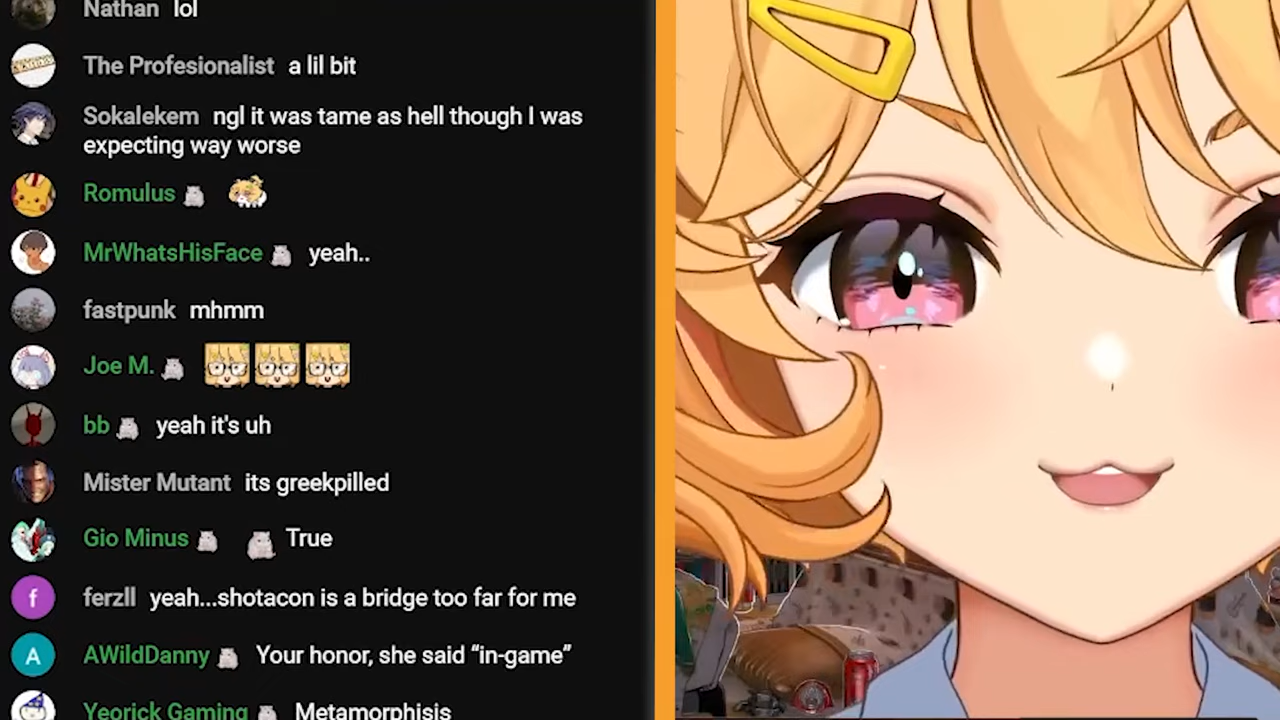 Nathan lol
The Profesionalist a lil bit
Sokalekem ngl it was tame as hell though I was
expecting way worse
Romulus
MrWhatsHisFace yeah..
fastpunk mhmm
Joe M.
bb yeah it's uh
Mister Mutant its greekpilled
Gio Minus True
f ferzll yeah...shotacon is a bridge too far for me
A AWildDanny Your honor, she said “in-game”
Yeorick Gaming Metamorphisis